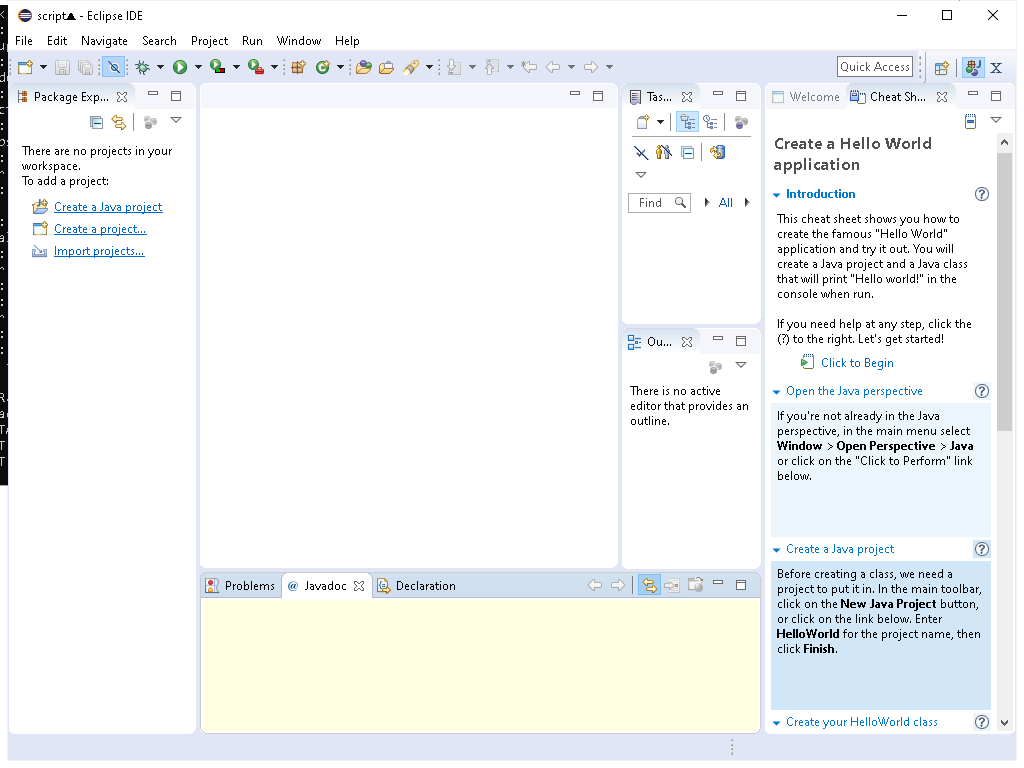 script▲ - Eclipse IDE
File Edit Navigate Search Project Run Window Help
Quick Access
Package Exp...
There are no projects in your
workspace.
To add a project:
Create a Java project
Create a project...
Import projects...
Tas...
Find
All
Ou...
There is no active
editor that provides an
outline.
Problems @ Javadoc Declaration
Welcome Cheat Sh...
Create a Hello World
application
Introduction
This cheat sheet shows you how to
create the famous "Hello World"
application and try it out. You will
create a Java project and a Java class
that will print "Hello world!" in the
console when run.
If you need help at any step, click the
(?) to the right. Let's get started!
Click to Begin
Open the Java perspective
If you're not already in the Java
perspective, in the main menu select
Window > Open Perspective > Java
or click on the "Click to Perform" link
below.
Create a Java project
Before creating a class, we need a
project to put it in. In the main toolbar,
click on the New Java Project button,
or click on the link below. Enter
HelloWorld for the project name, then
click Finish.
Create your HelloWorld class